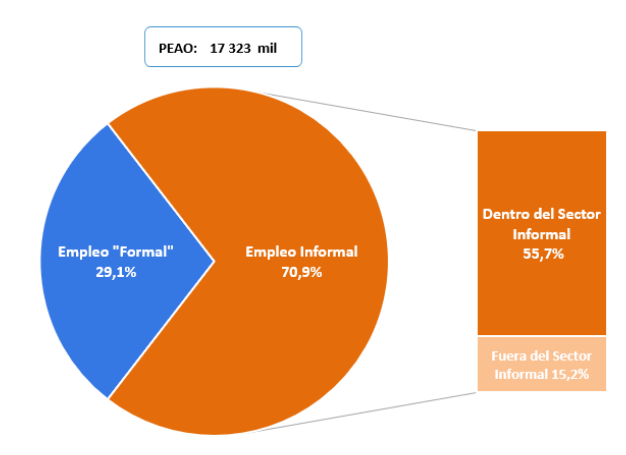 PEAO: 17 323 mil
Empleo "Formal"
29,1%
Empleo Informal
70,9%
Dentro del Sector
Informal
55,7%
Fuera del Sector
Informal 15,2%